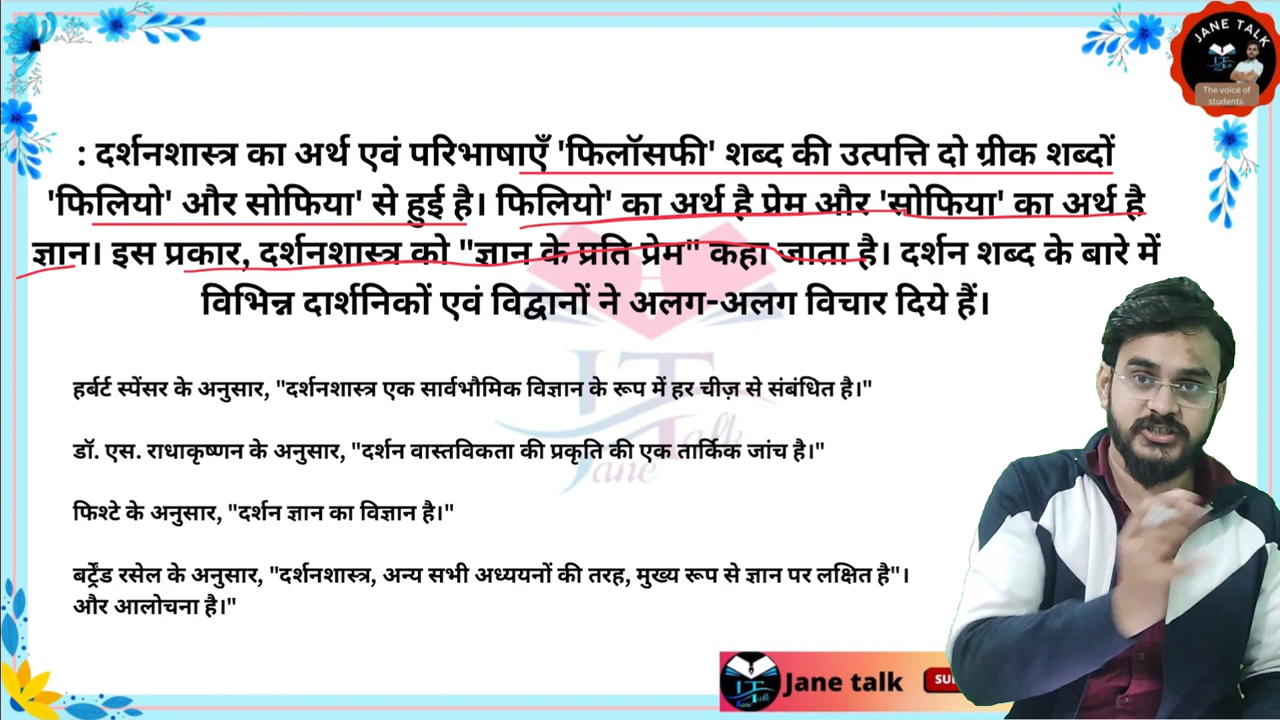 JANE TALK
The voice of
students
: दर्शनशास्त्र का अर्थ एवं परिभाषाएँ 'फिलॉसफी' शब्द की उत्पत्ति दो ग्रीक शब्दों
'फिलियो' और सोफिया' से हुई है। फिलियो' का अर्थ है प्रेम और 'सोफिया' का अर्थ है
ज्ञान। इस प्रकार, दर्शनशास्त्र को "ज्ञान के प्रति प्रेम" कहा जाता है। दर्शन शब्द के बारे में
विभिन्न दार्शनिकों एवं विद्वानों ने अलग-अलग विचार दिये हैं।
हर्बर्ट स्पेंसर के अनुसार, "दर्शनशास्त्र एक सार्वभौमिक विज्ञान के रूप में हर चीज़ से संबंधित है।"
डॉ. एस. राधाकृष्णन के अनुसार, "दर्शन वास्तविकता की प्रकृति की एक तार्किक जांच है।"
फिश्टे के अनुसार, "दर्शन ज्ञान का विज्ञान है।"
बर्ट्रेंड रसेल के अनुसार, "दर्शनशास्त्र, अन्य सभी अध्ययनों की तरह, मुख्य रूप से ज्ञान पर लक्षित है"।
और आलोचना है।"
JT
Jane Talk
Jane talk